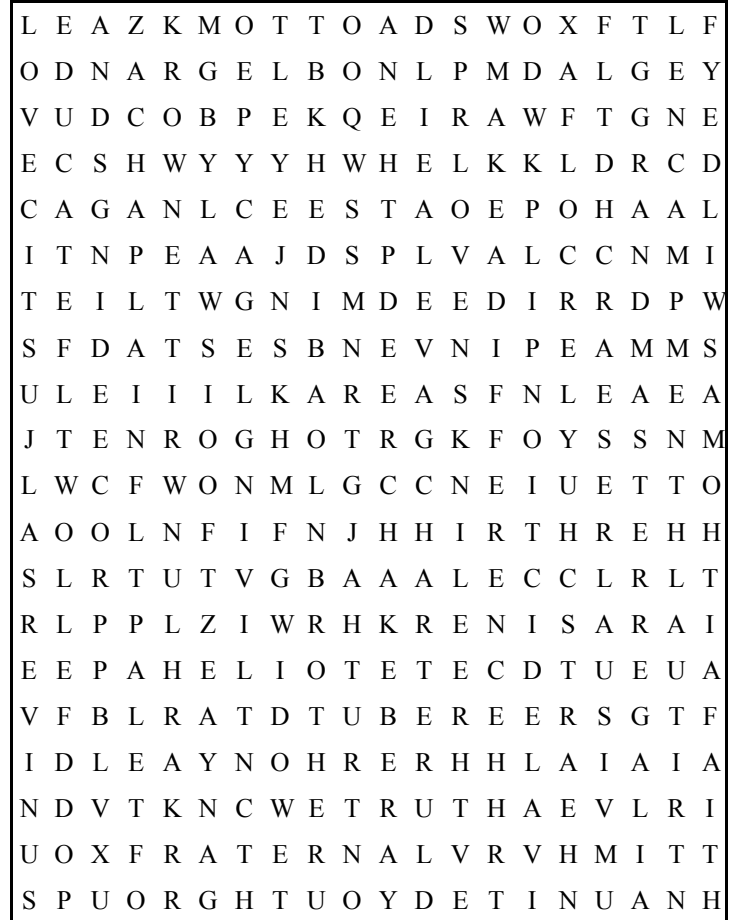 L E A Z K M O T T O A D S W O X F T L F
O D N A R G E L B O N L P M D A L G E Y
V U D C O B P E K Q E I R A W F T G N E
E C S H W Y Y Y H W H E L K K L D R C D
C A G A N L C E E S T A O E P O H A A L
I T N P E A A J D S P L V A L C C N M I
T E I L T W G N I M D E E D I R R D P W
S F D A T S E S B N E V N I P E A M M S
U L E I I I L K A R E A S F N L E A E A
J T E N R O G H O T R G K F O Y S S N M
L W C F W O N M L G C C N E I U E T T O
A O O L N F I F N J H H I R T H R E H H
S L R T U T V G B A A A L E C C L R L T
R L P P L Z I W R H K R E N I S A R A I
E E P A H E L I O T E T E C D T U E U A
V F B L R A T D T U B E R E E R S G T F
I D L E A Y N O H R E R H H L A I A I A
N D V T K N C W E T R U T H A E V L R I
U O X F R A T E R N A L V R V H M I T T
S P U O R G H T U O Y D E T I N U A N H